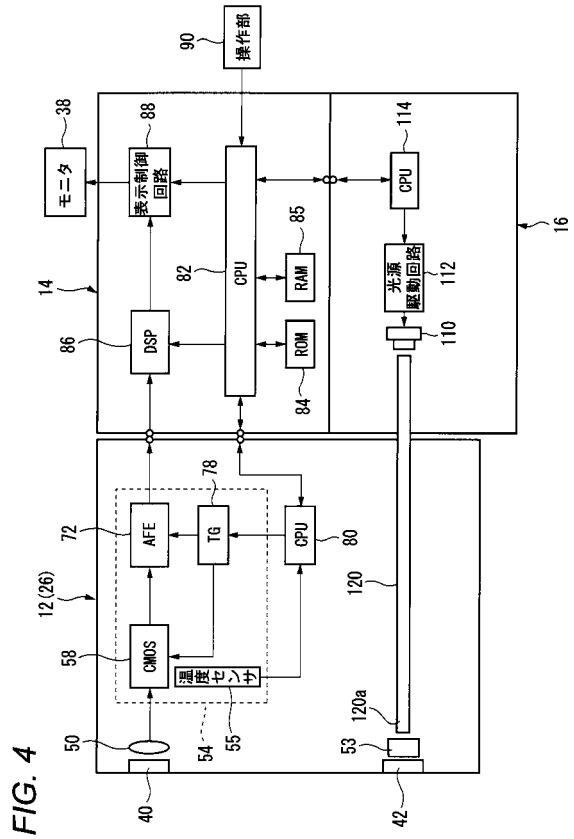 FIG. 4
38
モニタ
90
操作部
14
86
DSP
88
表示制御
回路
82
CPU
84
ROM
85
RAM
16
114
CPU
112
光源
駆動回路
110
12 (26)
72
AFE
78
TG
58
CMOS
温度センサ
55
54
80
CPU
50
40
120
120a
53
42